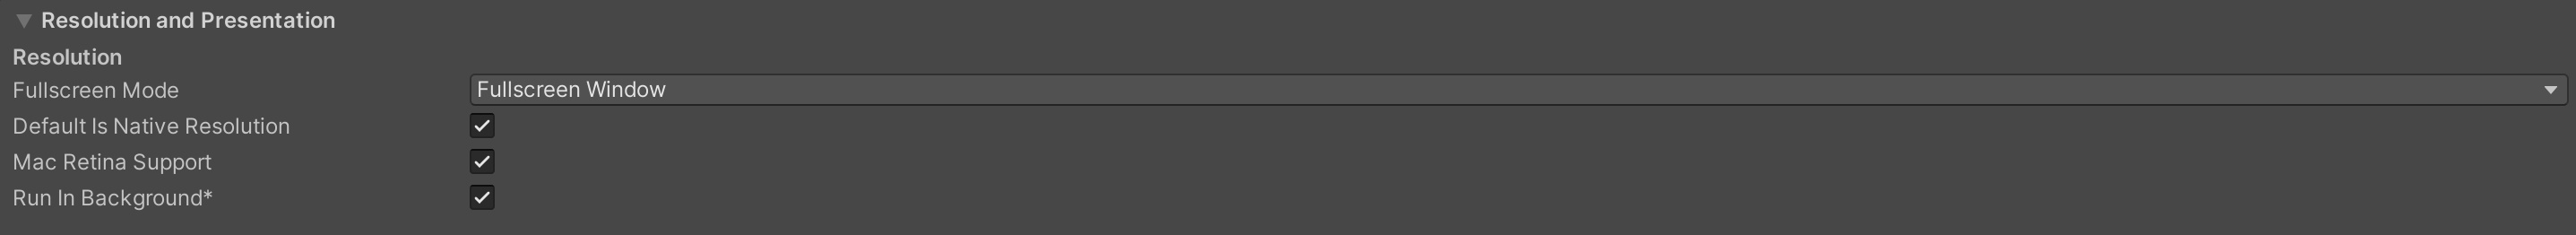 Resolution and Presentation
Resolution
Fullscreen Mode Fullscreen Window
Default Is Native Resolution
Mac Retina Support
Run In Background*